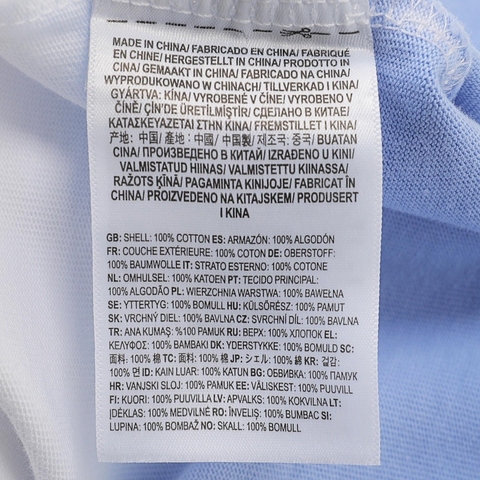 MADE IN CHINA/ FABRICADO EN CHINA/ FABRIQUÉ
EN CHINE/ HERGESTELLT IN CHINA/ PRODOTTO IN
CINA/ GEMAAKT IN CHINA/ FABRICADO NA CHINA/
WYPRODUKOWANO W CHINACH/ TILLVERKAD I KINA/
GYÁRTVA: KÍNA/ VYROBENÉ V ČÍNE/ VYROBENO V
ČÍNĚ/ ÇİN'DE ÜRETİLMİŞTİR/ СДЕЛАНО В КИТАЕ/
ΚΑΤΑΣΚΕΥΑΖΕΤΑΙ ΣΤΗΝ ΚΙΝΑ/ FREMSTILLET I KINA/
产地: 中国/ 產地: 中國/ 中国製/ 제조국: 중국/ BUATAN
CINA/ ПРОИЗВЕДЕНО В КИТАЙ/ IZRAĐENO U KINI/
VALMISTATUD HIINAS/ VALMISTETTU KIINASSA/
RAŽOTS ĶĪNĀ/ PAGAMINTA KINIJOJE/ FABRICAT ÎN
CHINA/ PROIZVEDENO NA KITAJSKEM/ PRODUSERT
I KINA
GB: SHELL: 100% COTTON ES: ARMAZÓN: 100% ALGODÓN
FR: COUCHE EXTÉRIEURE: 100% COTON DE: OBERSTOFF:
100% BAUMWOLLE IT: STRATO ESTERNO: 100% COTONE
NL: OMHULSEL: 100% KATOEN PT: TECIDO PRINCIPAL:
100% ALGODÃO PL: WIERZCHNIA WARSTWA: 100% BAWEŁNA
SE: YTTERTYG: 100% BOMULL HU: KÜLSŐRÉSZ: 100% PAMUT
SK: VRCHNÝ DIEL: 100% BAVLNA CZ: SVRCHNÍ DÍL: 100% BAVLNA
TR: ANA KUMAŞ: %100 PAMUK RU: ВЕРХ: 100% ХЛОПОК EL:
ΚΕΛΥΦΟΣ: 100% ΒΑΜΒΑΚΙ DK: YDERSTYKKE: 100% BOMULD SC:
面料: 100% 棉 TC: 面料: 100% 棉 JP: シェル: 100% 綿 KR: 겉감:
100% 면 ID: KAIN LUAR: 100% KATUN BG: ОБВИВКА: 100% ПАМУК
HR: VANJSKI SLOJ: 100% PAMUK EE: VÄLISKEST: 100% PUUVILL
FI: KUORI: 100% PUUVILLA LV: APVALKS: 100% KOKVILNA LT:
ĮDĖKLAS: 100% MEDVILNĖ RO: ÎNVELIŞ: 100% BUMBAC SI:
LUPINA: 100% BOMBAŽ NO: SKALL: 100% BOMULL